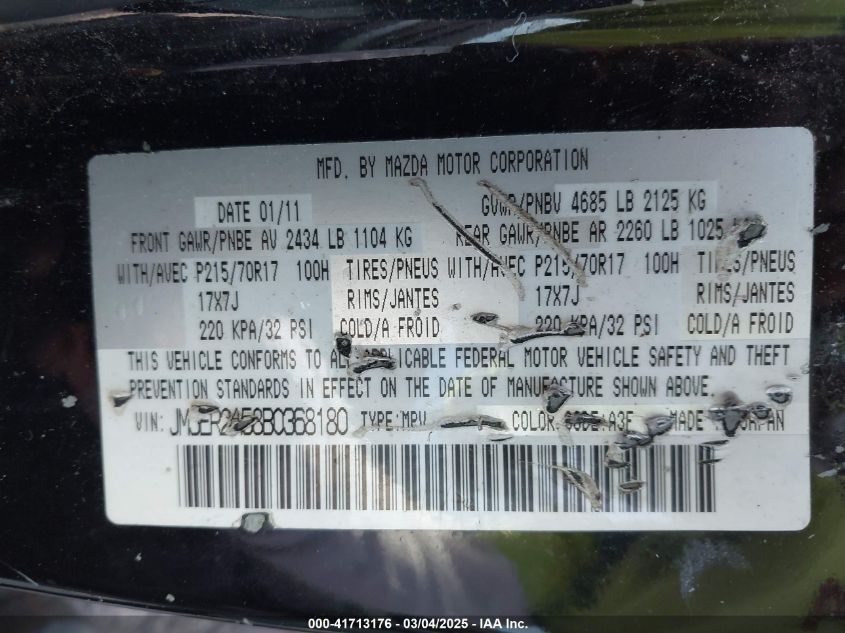 MFD. BY MAZDA MOTOR CORPORATION
DATE 01/11 GVWR/PNBV 4685 LB 2125 KG
FRONT GAWR/PNBE AV 2434 LB 1104 KG REAR GAWR/PNBE AR 2260 LB 1025
WITH/AVEC P215/70R17 100H TIRES/PNEUS WITH/AVEC P215/70R17 100H TIRES/PNEUS
17X7J RIMS/JANTES 17X7J RIMS/JANTES
220 KPA/32 PSI COLD/A FROID 220 KPA/32 PSI COLD/A FROID
THIS VEHICLE CONFORMS TO ALL APPLICABLE FEDERAL MOTOR VEHICLE SAFETY AND THEFT
PREVENTION STANDARDS IN EFFECT ON THE DATE OF MANUFACTURE SHOWN ABOVE.
VIN: TYPE:MPV COLOR CODE:A3F MADE JAPAN
000-41713176 - 03/04/2025 - IAA Inc.